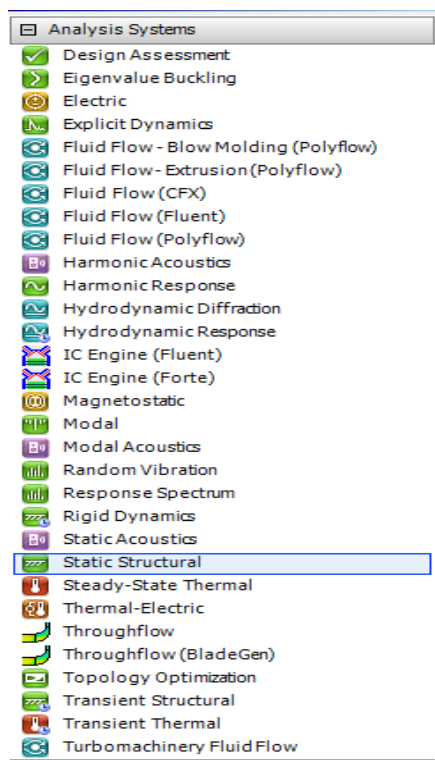 Analysis Systems
Design Assessment
Eigenvalue Buckling
Electric
Explicit Dynamics
Fluid Flow - Blow Molding (Polyflow)
Fluid Flow- Extrusion(Polyflow)
Fluid Flow (CFX)
Fluid Flow (Fluent)
Fluid Flow (Polyflow)
Harmonic Acoustics
Harmonic Response
Hydrodynamic Diffraction
Hydrodynamic Response
IC Engine (Fluent)
IC Engine (Forte)
Magnetostatic
Modal
Modal Acoustics
Random Vibration
Response Spectrum
Rigid Dynamics
Static Acoustics
Static Structural
Steady-State Thermal
Thermal-Electric
Throughflow
Throughflow (BladeGen)
Topology Optimization
Transient Structural
Transient Thermal
Turbomachinery Fluid Flow